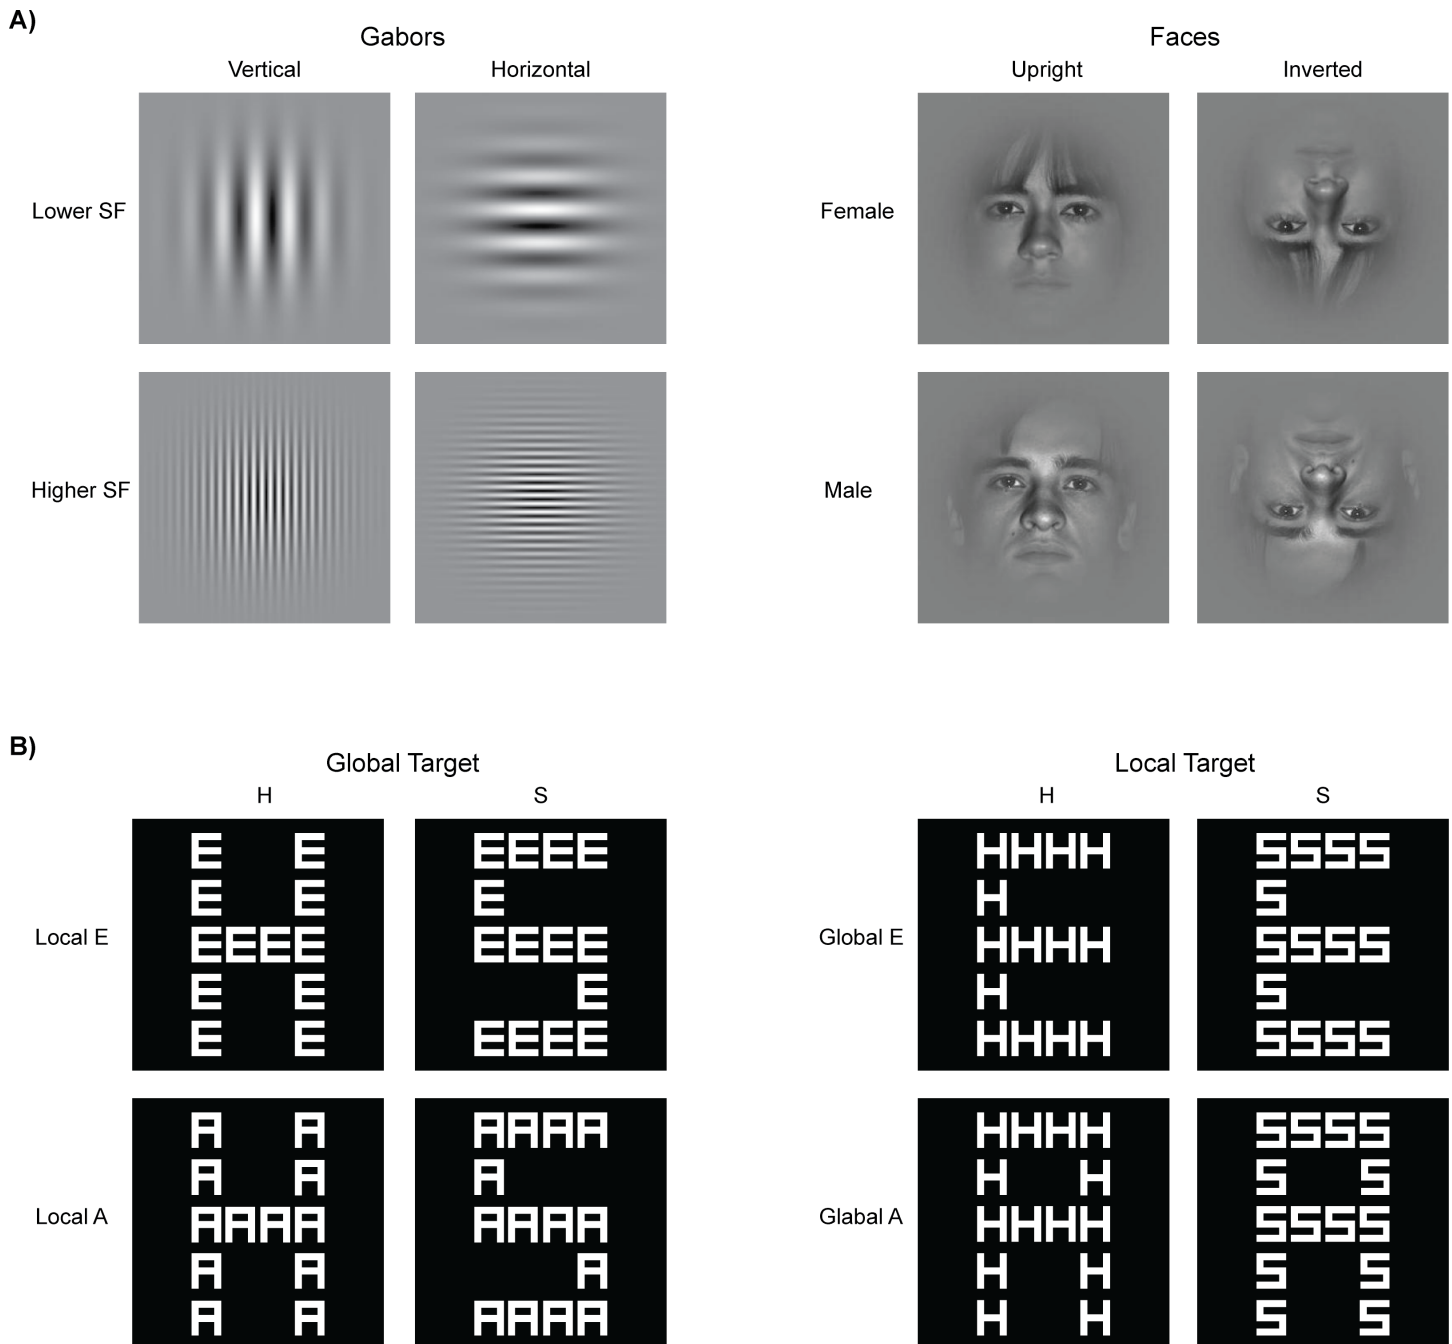 A)
Gabors
Faces
Vertical Horizontal
Upright Inverted
Lower SF
Female
Higher SF
Male
B)
Global Target
Local Target
H S
H S
Local E
E E
E E
EEEE
E E
E E
EEEE
E
EEEE
E
EEEE
Global E
HHHH
H
HHHH
H
HHHH
SSSS
S
SSSS
S
SSSS
Local A
A A
A A
AAAA
A A
A A
AAAA
A
AAAA
A
AAAA
Glabal A
HHHH
H H
HHHH
H H
H H
SSSS
S S
SSSS
S S
S S